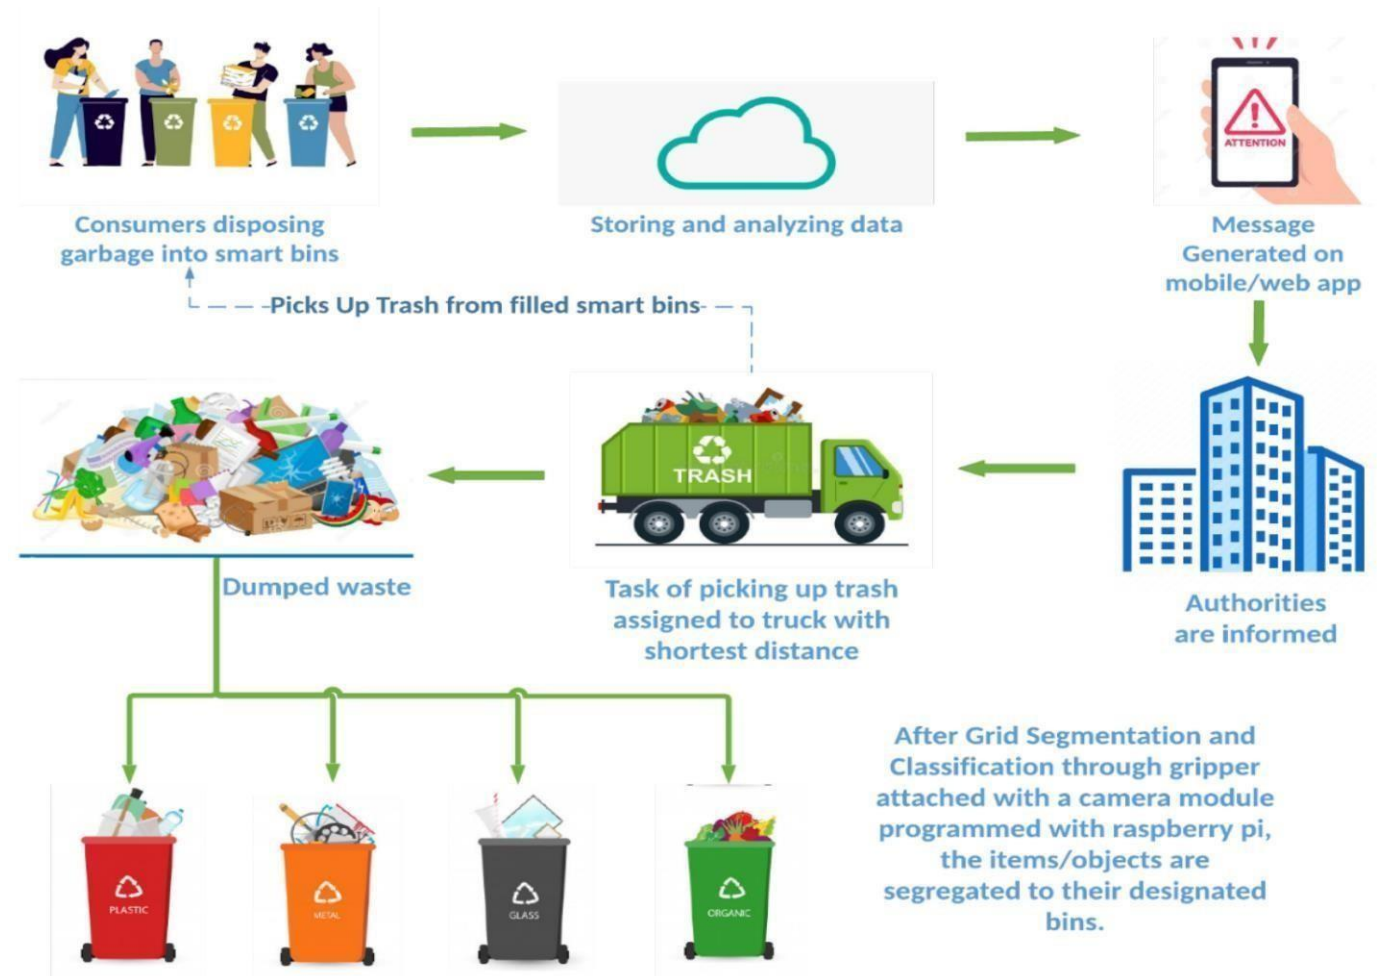 ATTENTION
Consumers disposing
garbage into smart bins
Storing and analyzing data
Message
Generated on
mobile/web app
Picks Up Trash from filled smart bins
TRASH
Dumped waste
Task of picking up trash
assigned to truck with
shortest distance
Authorities
are informed
After Grid Segmentation and
Classification through gripper
attached with a camera module
programmed with raspberry pi,
the items/objects are
segregated to their designated
bins.
PLASTIC
METAL
GLASS
ORGANIC